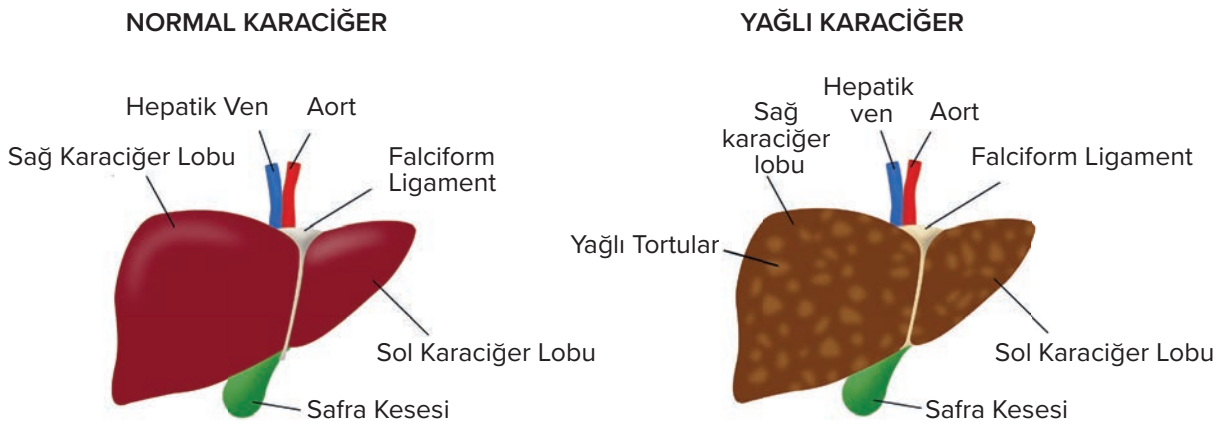 NORMAL KARACİĞER
Hepatik Ven
Aort
Sağ Karaciğer Lobu
Falciform
Ligament
Sol Karaciğer Lobu
Safra Kesesi
YAĞLI KARACİĞER
Hepatik
ven
Aort
Sağ
karaciğer
lobu
Falciform Ligament
Yağlı Tortular
Sol Karaciğer Lobu
Safra Kesesi